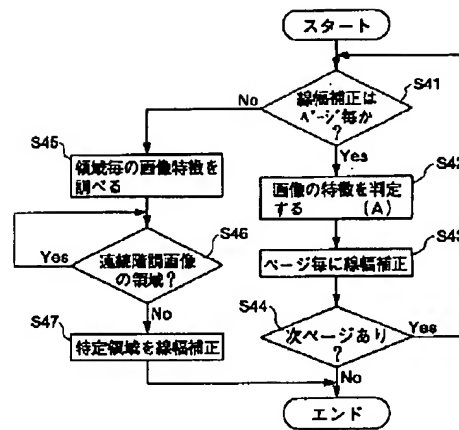 スタート
S41
線幅補正は
ページ毎か
?
No
Yes
S45
領域毎の画像特徴を
調べる
S42
画像の特徴を判定
する (A)
S46
Yes
連続階調画像
の領域?
No
S43
ページ毎に線幅補正
S47
特定領域を線幅補正
S44
次ページあり
?
Yes
No
エンド